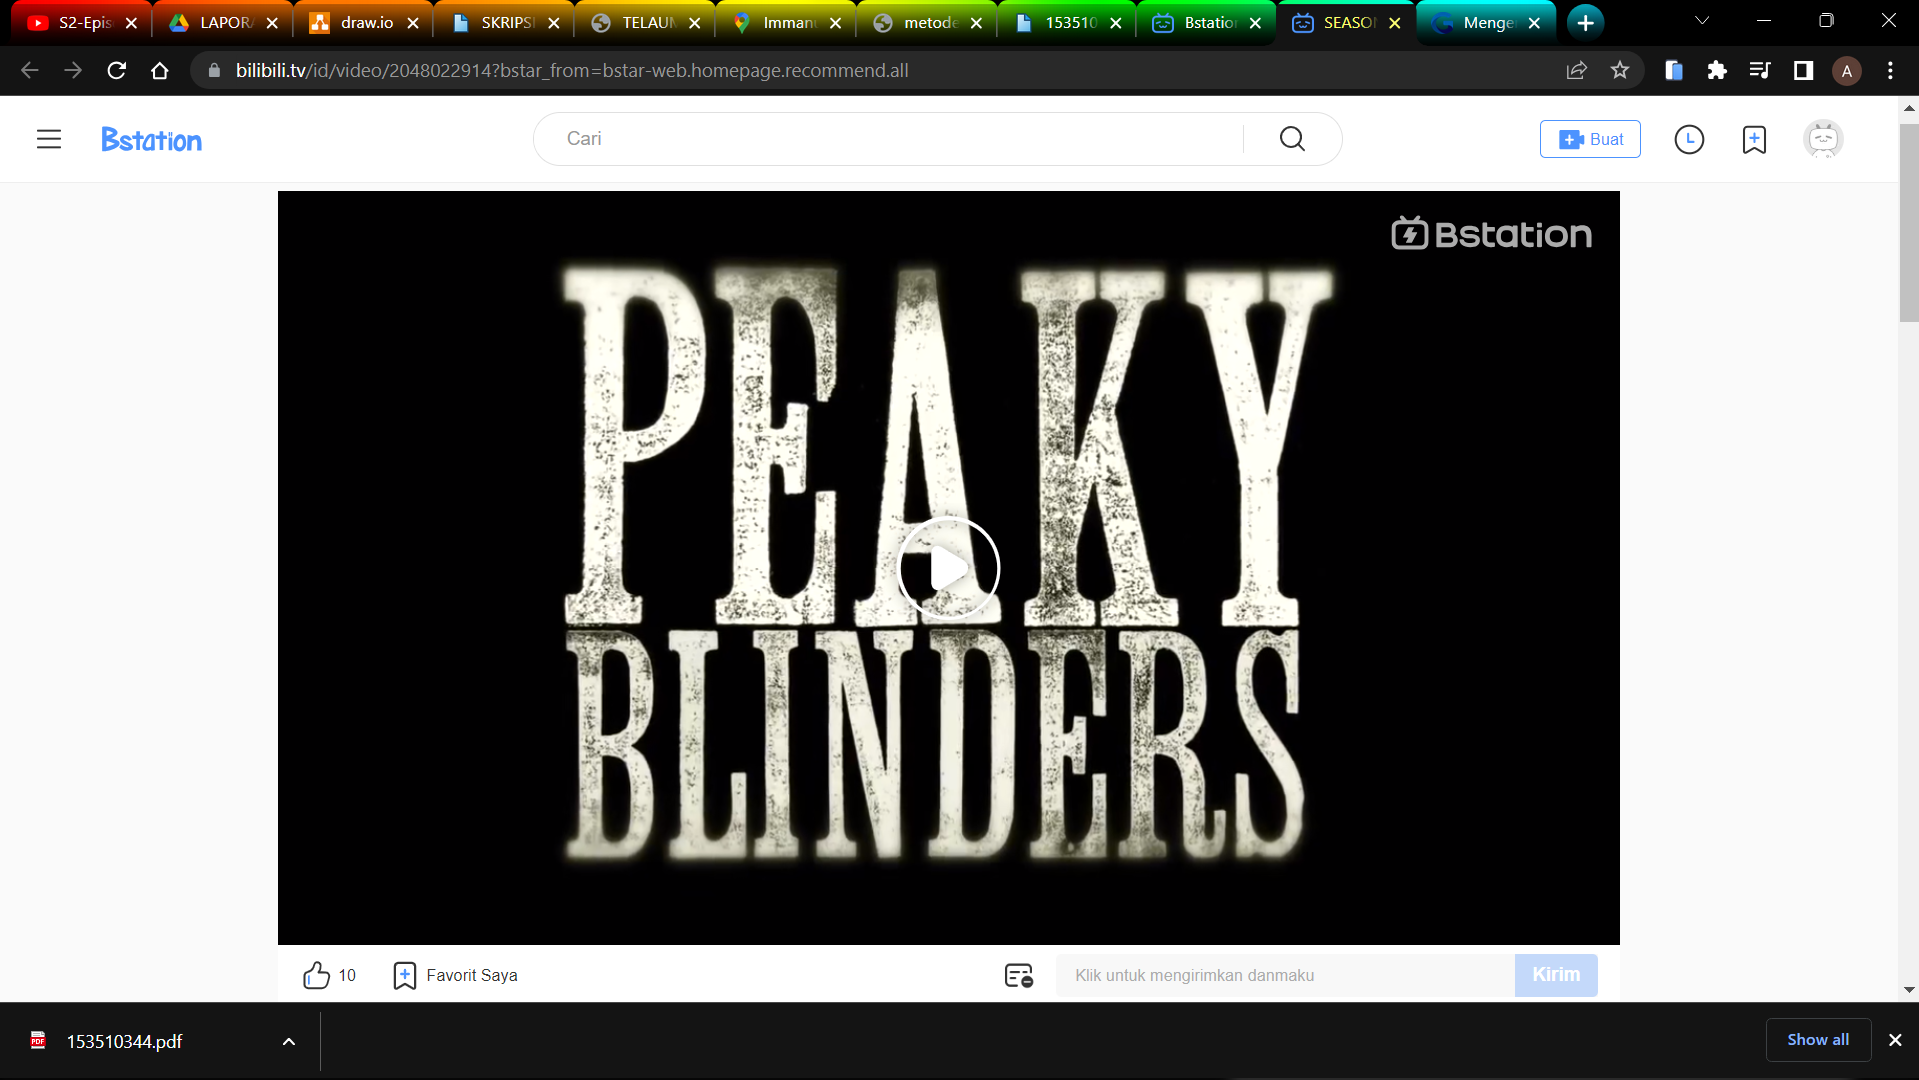 S2-Epis
LAPORA
draw.io
SKRIPSI
TELAUM
Imman
metode
153510
Bstation
SEASON
Menge
bilibili.tv/id/video/2048022914?bstar_from=bstar-web.homepage.recommend.all
A
Bstation
Cari
Buat
Bstation
PEAKY
BLINDERS
10
Favorit Saya
Klik untuk mengirimkan danmaku
Kirim
153510344.pdf
Show all